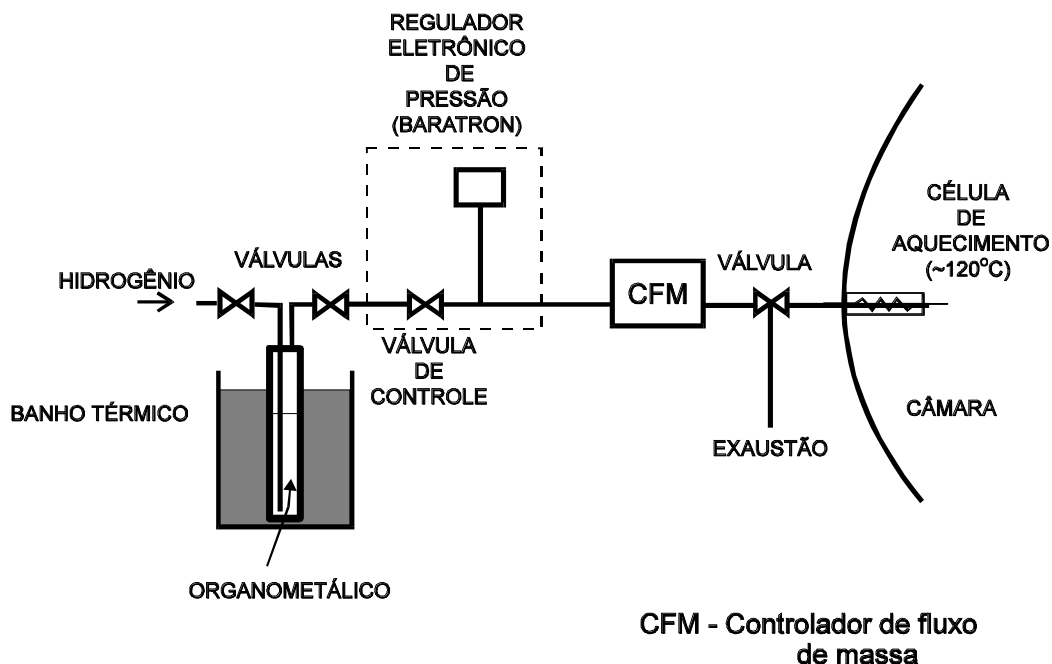 REGULADOR
ELETRÔNICO
DE
PRESSÃO
(BARATRON)
CÉLULA
DE
AQUECIMENTO
(~120°C)
VÁLVULAS
VÁLVULA
HIDROGÊNIO
CFM
VÁLVULA
DE
CONTROLE
BANHO TÉRMICO
CÂMARA
EXAUSTÃO
ORGANOMETÁLICO
CFM - Controlador de fluxo
de massa